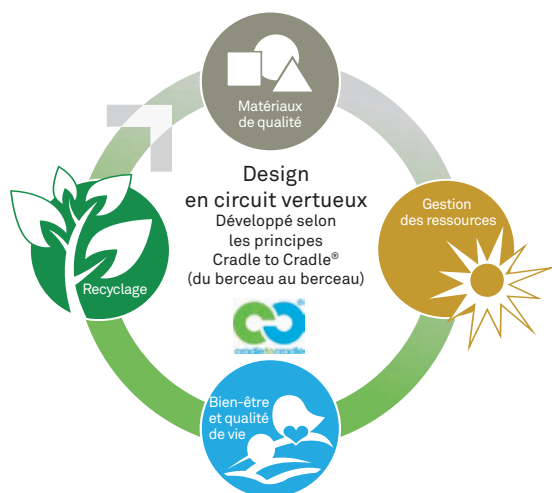 Matériaux
de qualité
Design
en circuit vertueux
Développé selon
les principes
Cradle to Cradle®
(du berceau au berceau)
Gestion
des ressources
Recyclage
cradletocradle
Bien-être
et qualité
de vie